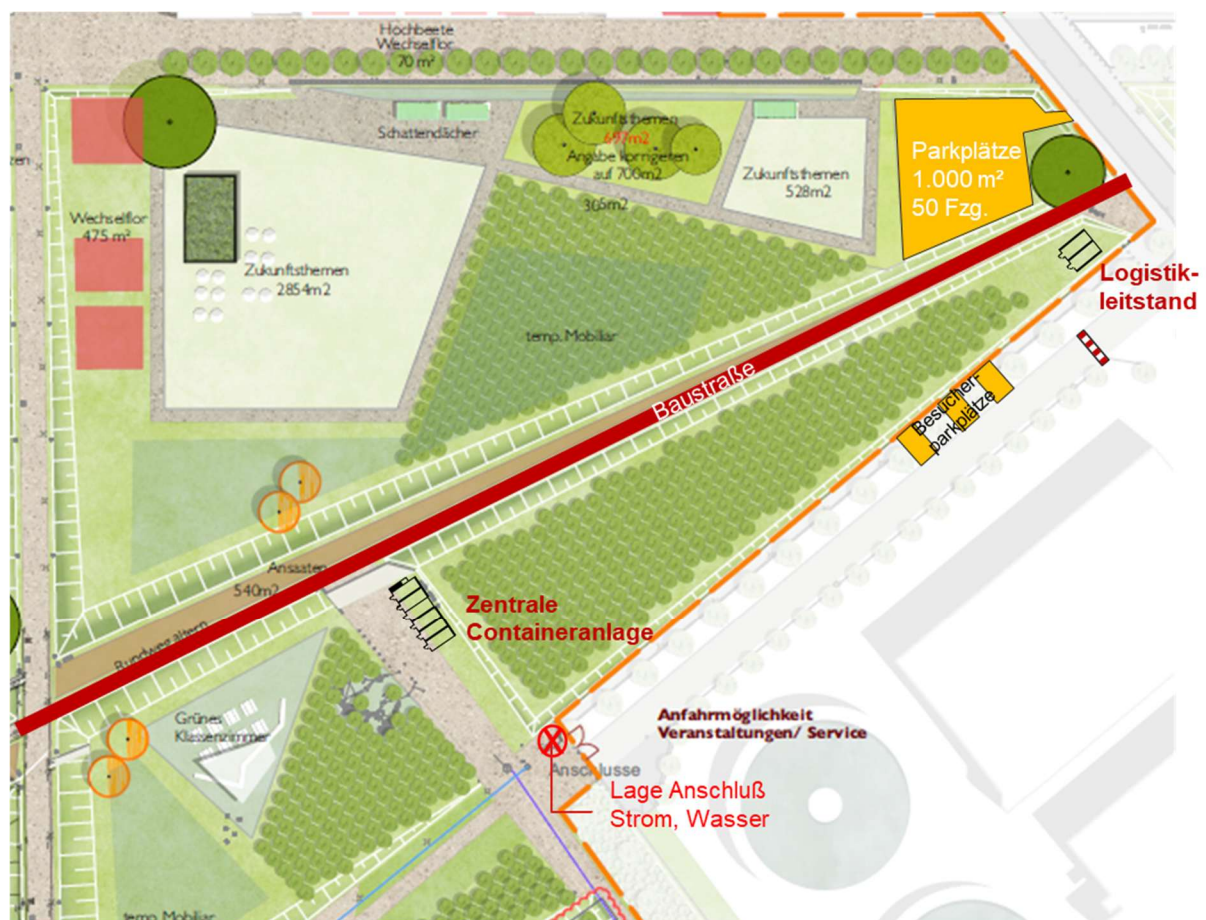 Hochbeete
Wechselflor
70 m²
Schattendächer
Zukunftsthemen
697m2
Angabe korrigeren
auf 700m2
305m2
Zukunftsthemen
528m2
Parkplätze
1.000 m²
50 Fzg.
Wechselflor
475 m²
Zukunftsthemen
2854m2
Logistik-
leitstand
temp. Mobiliar
Baustraße
Besucher-
parkplätze
Ansaaten
540m2
Zentrale
Containeranlage
Grünes
Klassenzimmer
Anfahrmöglichkeit
Veranstaltungen/ Service
Anschlusse
Lage Anschluß
Strom, Wasser
temp. Mobiliar